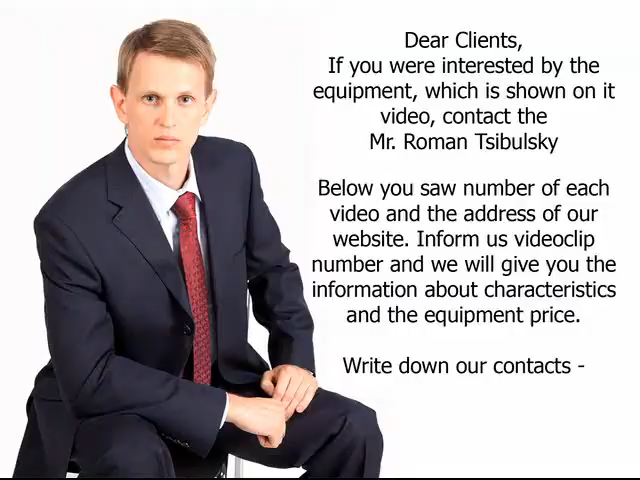 Dear Clients,
If you were interested by the
equipment, which is shown on it
video, contact the
Mr. Roman Tsibulsky
Below you saw number of each
video and the address of our
website. Inform us videoclip
number and we will give you the
information about characteristics
and the equipment price.
Write down our contacts -